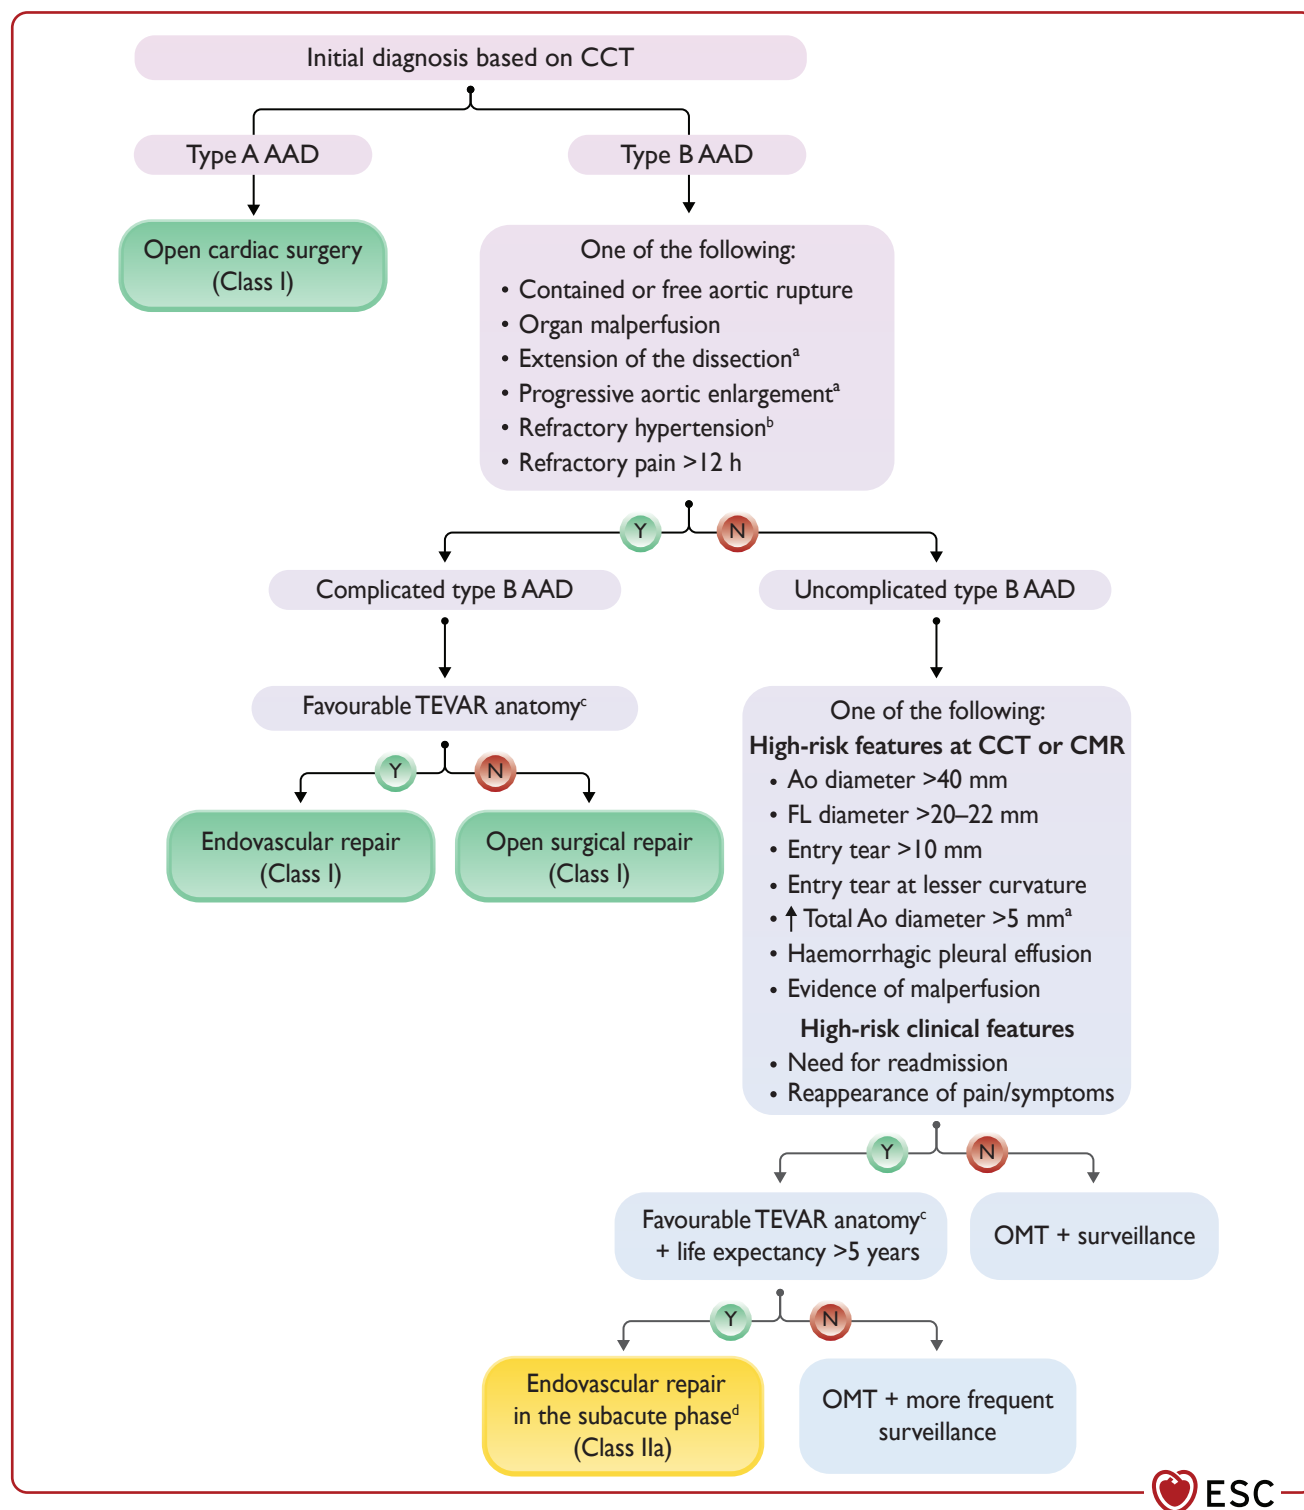 Initial diagnosis based on CCT
Type A AAD
Type B AAD
Open cardiac surgery
(Class I)
One of the following:
• Contained or free aortic rupture
• Organ malperfusion
• Extension of the dissectionᵃ
• Progressive aortic enlargementᵃ
• Refractory hypertensionᵇ
• Refractory pain >12 h
Y
N
Complicated type B AAD
Uncomplicated type B AAD
Favourable TEVAR anatomyᶜ
Y
N
Endovascular repair
(Class I)
Open surgical repair
(Class I)
One of the following:
High-risk features at CCT or CMR
• Ao diameter >40 mm
• FL diameter >20–22 mm
• Entry tear >10 mm
• Entry tear at lesser curvature
• ↑ Total Ao diameter >5 mmᵃ
• Haemorrhagic pleural effusion
• Evidence of malperfusion
High-risk clinical features
• Need for readmission
• Reappearance of pain/symptoms
Y
N
Favourable TEVAR anatomyᶜ
+ life expectancy >5 years
OMT + surveillance
Y
N
Endovascular repair
in the subacute phaseᵈ
(Class IIa)
OMT + more frequent
surveillance
ESC